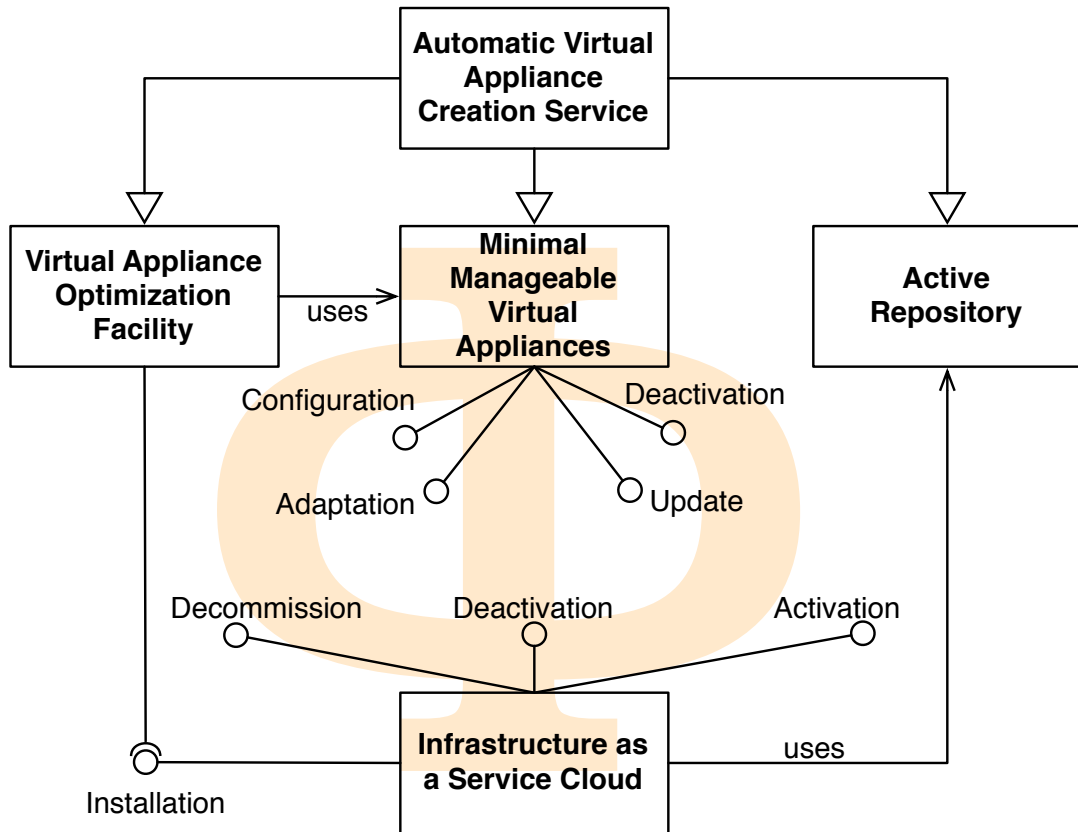 Automatic Virtual
Appliance
Creation Service
Virtual Appliance
Optimization
Facility
uses
Minimal
Manageable
Virtual
Appliances
Active
Repository
Configuration
Deactivation
Adaptation
Update
Decommission
Deactivation
Activation
Infrastructure as
a Service Cloud
uses
Installation